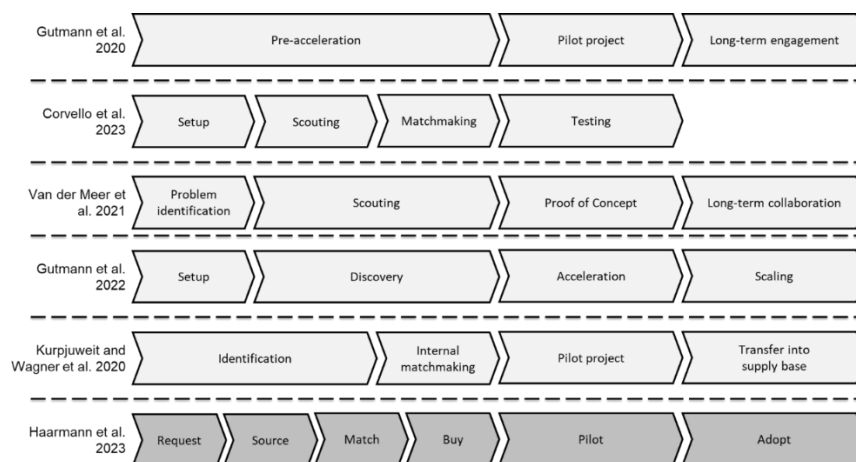 Gutmann et al.
2020
Pre-acceleration
Pilot project
Long-term engagement
Corvello et al.
2023
Setup
Scouting
Matchmaking
Testing
Van der Meer et
al. 2021
Problem
identification
Scouting
Proof of Concept
Long-term collaboration
Gutmann et al.
2022
Setup
Discovery
Acceleration
Scaling
Kurpjuweit and
Wagner et al. 2020
Identification
Internal
matchmaking
Pilot project
Transfer into
supply base
Haarmann et al.
2023
Request
Source
Match
Buy
Pilot
Adopt